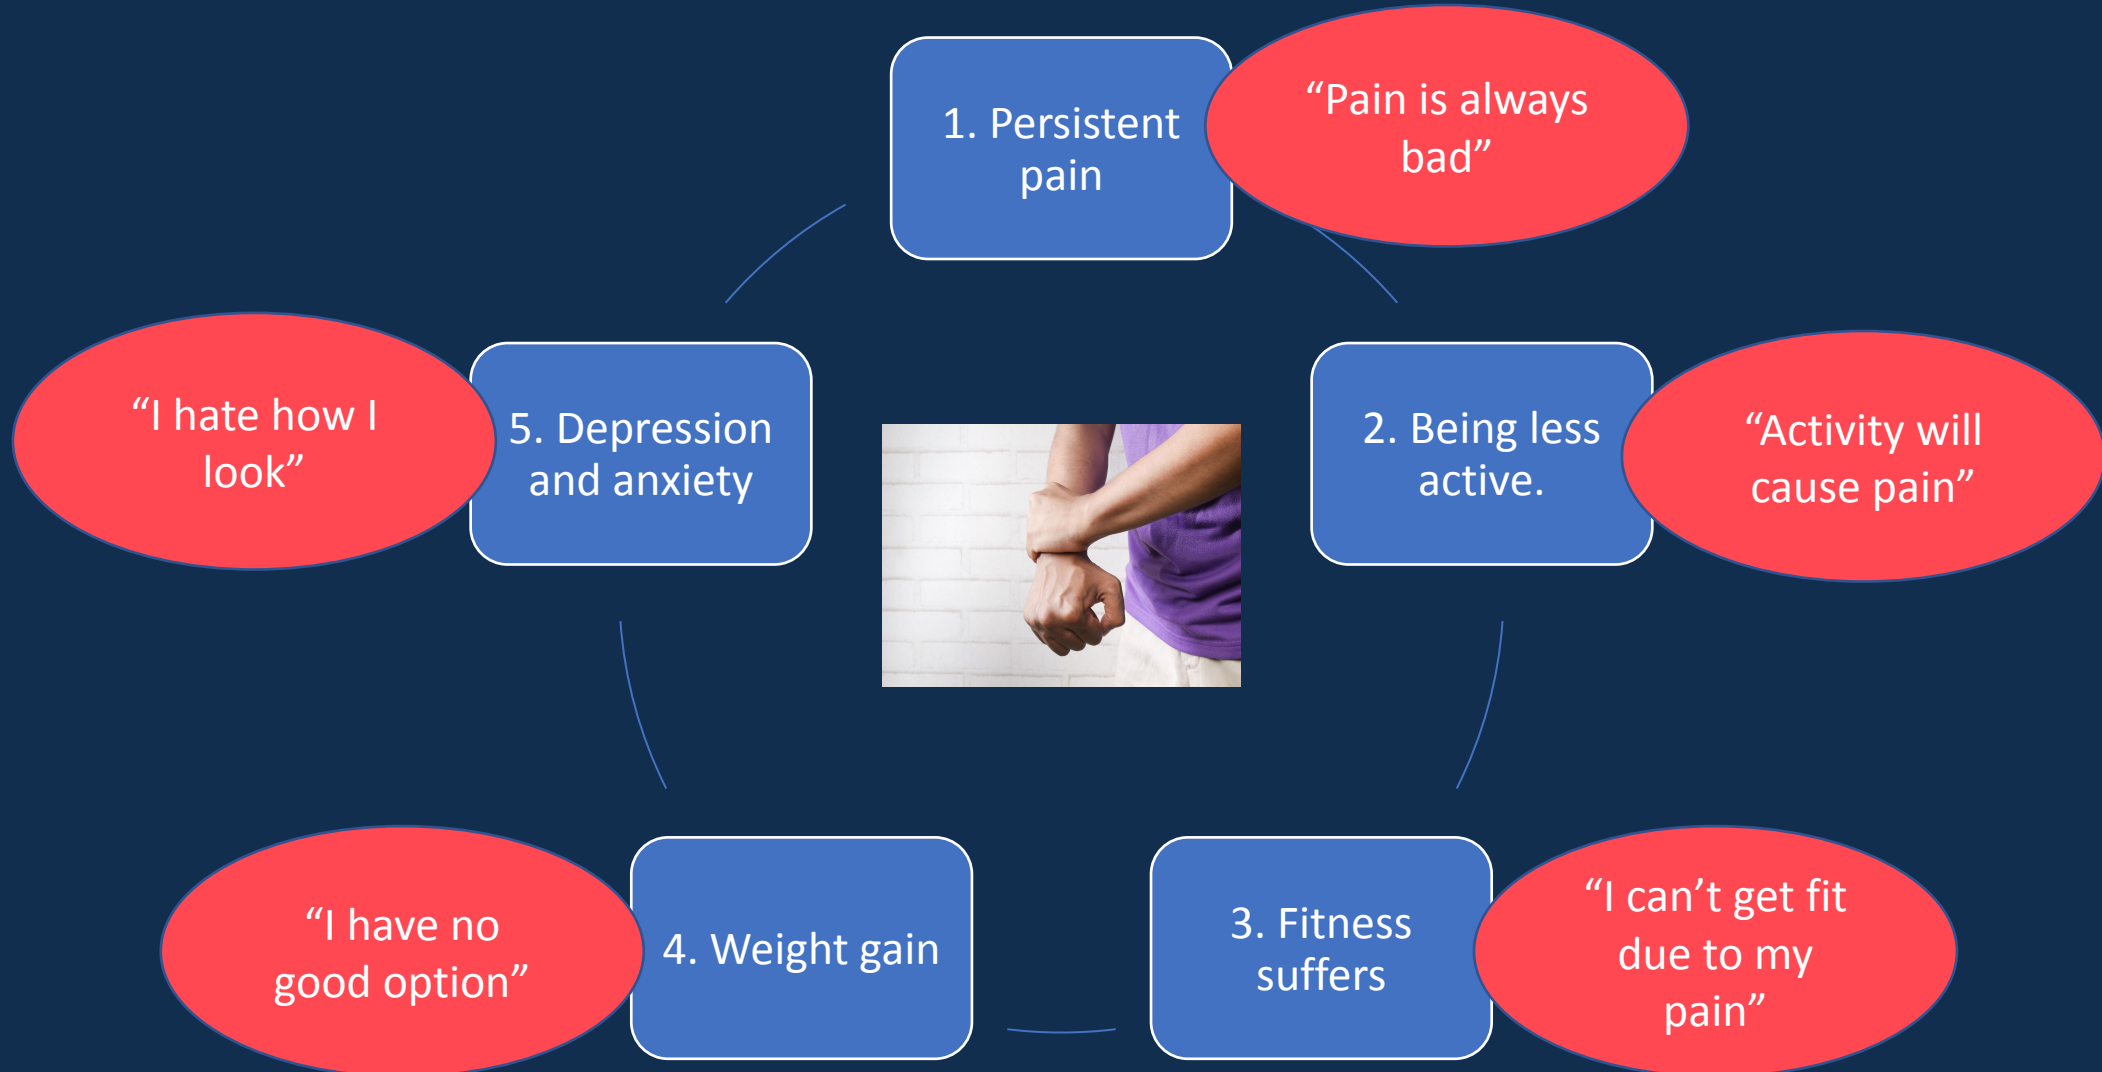 1. Persistent
pain
“Pain is always
bad”
2. Being less
active.
“Activity will
cause pain”
3. Fitness
suffers
“I can’t get fit
due to my
pain”
4. Weight gain
“I have no
good option”
5. Depression
and anxiety
“I hate how I
look”